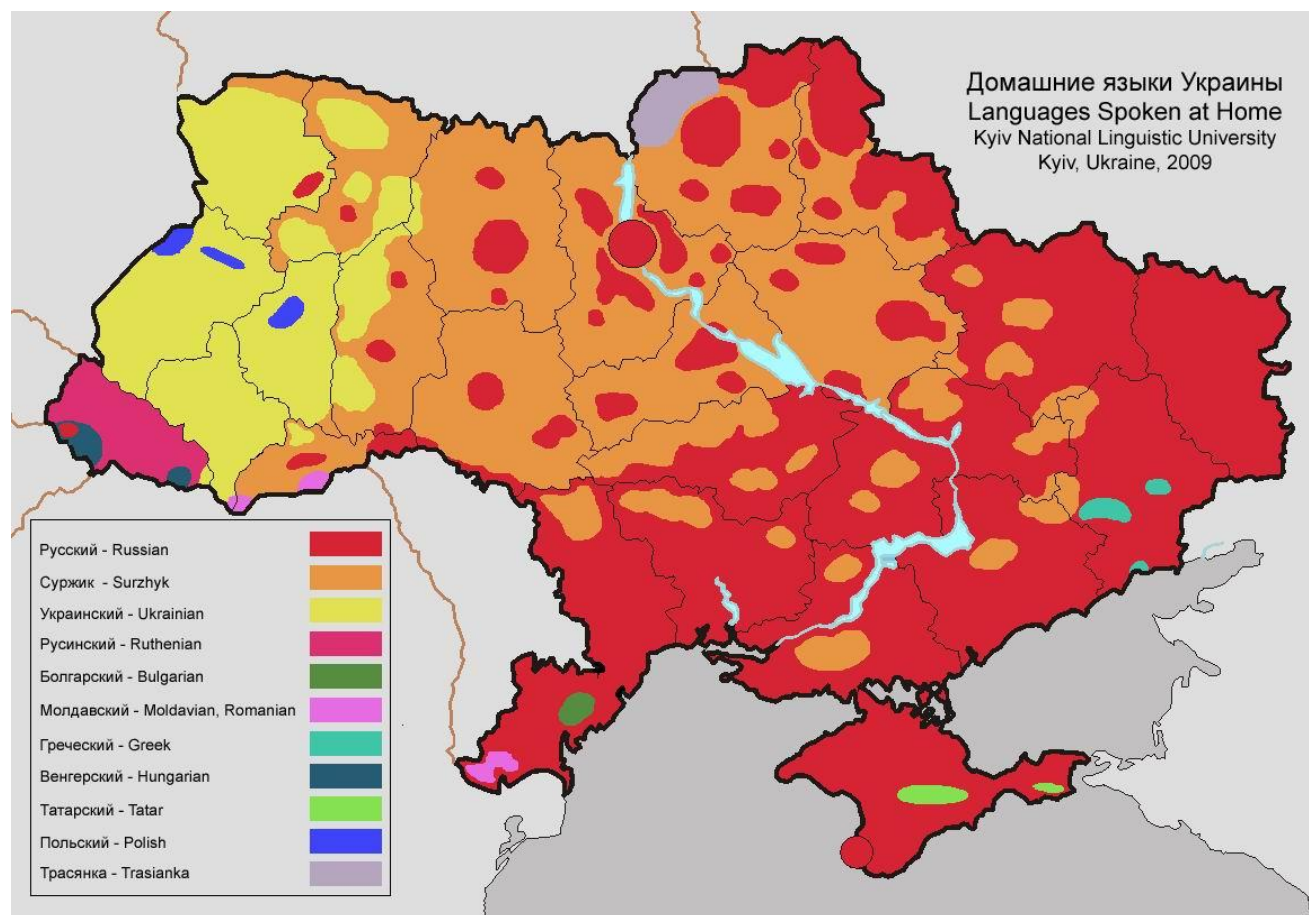 Домашние языки Украины
Languages Spoken at Home
Kyiv National Linguistic University
Kyiv, Ukraine, 2009
Русский - Russian
Суржик - Surzhyk
Украинский - Ukrainian
Русинский - Ruthenian
Болгарский - Bulgarian
Молдавский - Moldavian, Romanian
Греческий - Greek
Венгерский - Hungarian
Татарский - Tatar
Польский - Polish
Трасянка - Trasianka